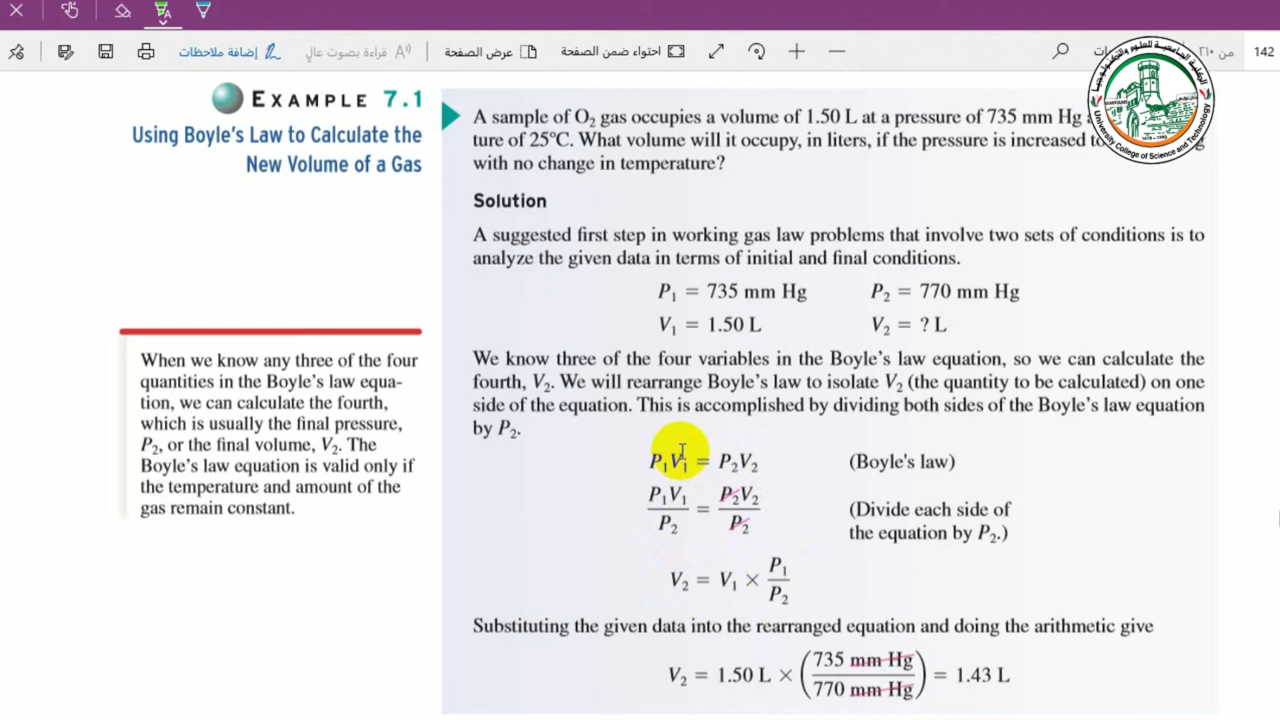 إضافة ملاحظات
قراءة بصوت عالٍ
عرض الصفحة
احتواء ضمن الصفحة
من ٢٦٠
142
الكلية الجامعية للعلوم والتكنولوجيا
University College of Science and Technology
EXAMPLE 7.1
Using Boyle's Law to Calculate the
New Volume of a Gas
A sample of O₂ gas occupies a volume of 1.50 L at a pressure of 735 mm Hg
ture of 25°C. What volume will it occupy, in liters, if the pressure is increased to
with no change in temperature?
Solution
A suggested first step in working gas law problems that involve two sets of conditions is to
analyze the given data in terms of initial and final conditions.
P₁ = 735 mm Hg P₂ = 770 mm Hg
V₁ = 1.50 L V₂ = ? L
We know three of the four variables in the Boyle's law equation, so we can calculate the
fourth, V₂. We will rearrange Boyle's law to isolate V₂ (the quantity to be calculated) on one
side of the equation. This is accomplished by dividing both sides of the Boyle's law equation
by P₂.
P₁V₁ = P₂V₂ (Boyle's law)
P₁V₁/P₂ = P₂V₂/P₂ (Divide each side of
the equation by P₂.)
V₂ = V₁ × P₁/P₂
Substituting the given data into the rearranged equation and doing the arithmetic give
V₂ = 1.50 L × (735 mm Hg/770 mm Hg) = 1.43 L
When we know any three of the four
quantities in the Boyle's law equa-
tion, we can calculate the fourth,
which is usually the final pressure,
P₂, or the final volume, V₂. The
Boyle's law equation is valid only if
the temperature and amount of the
gas remain constant.